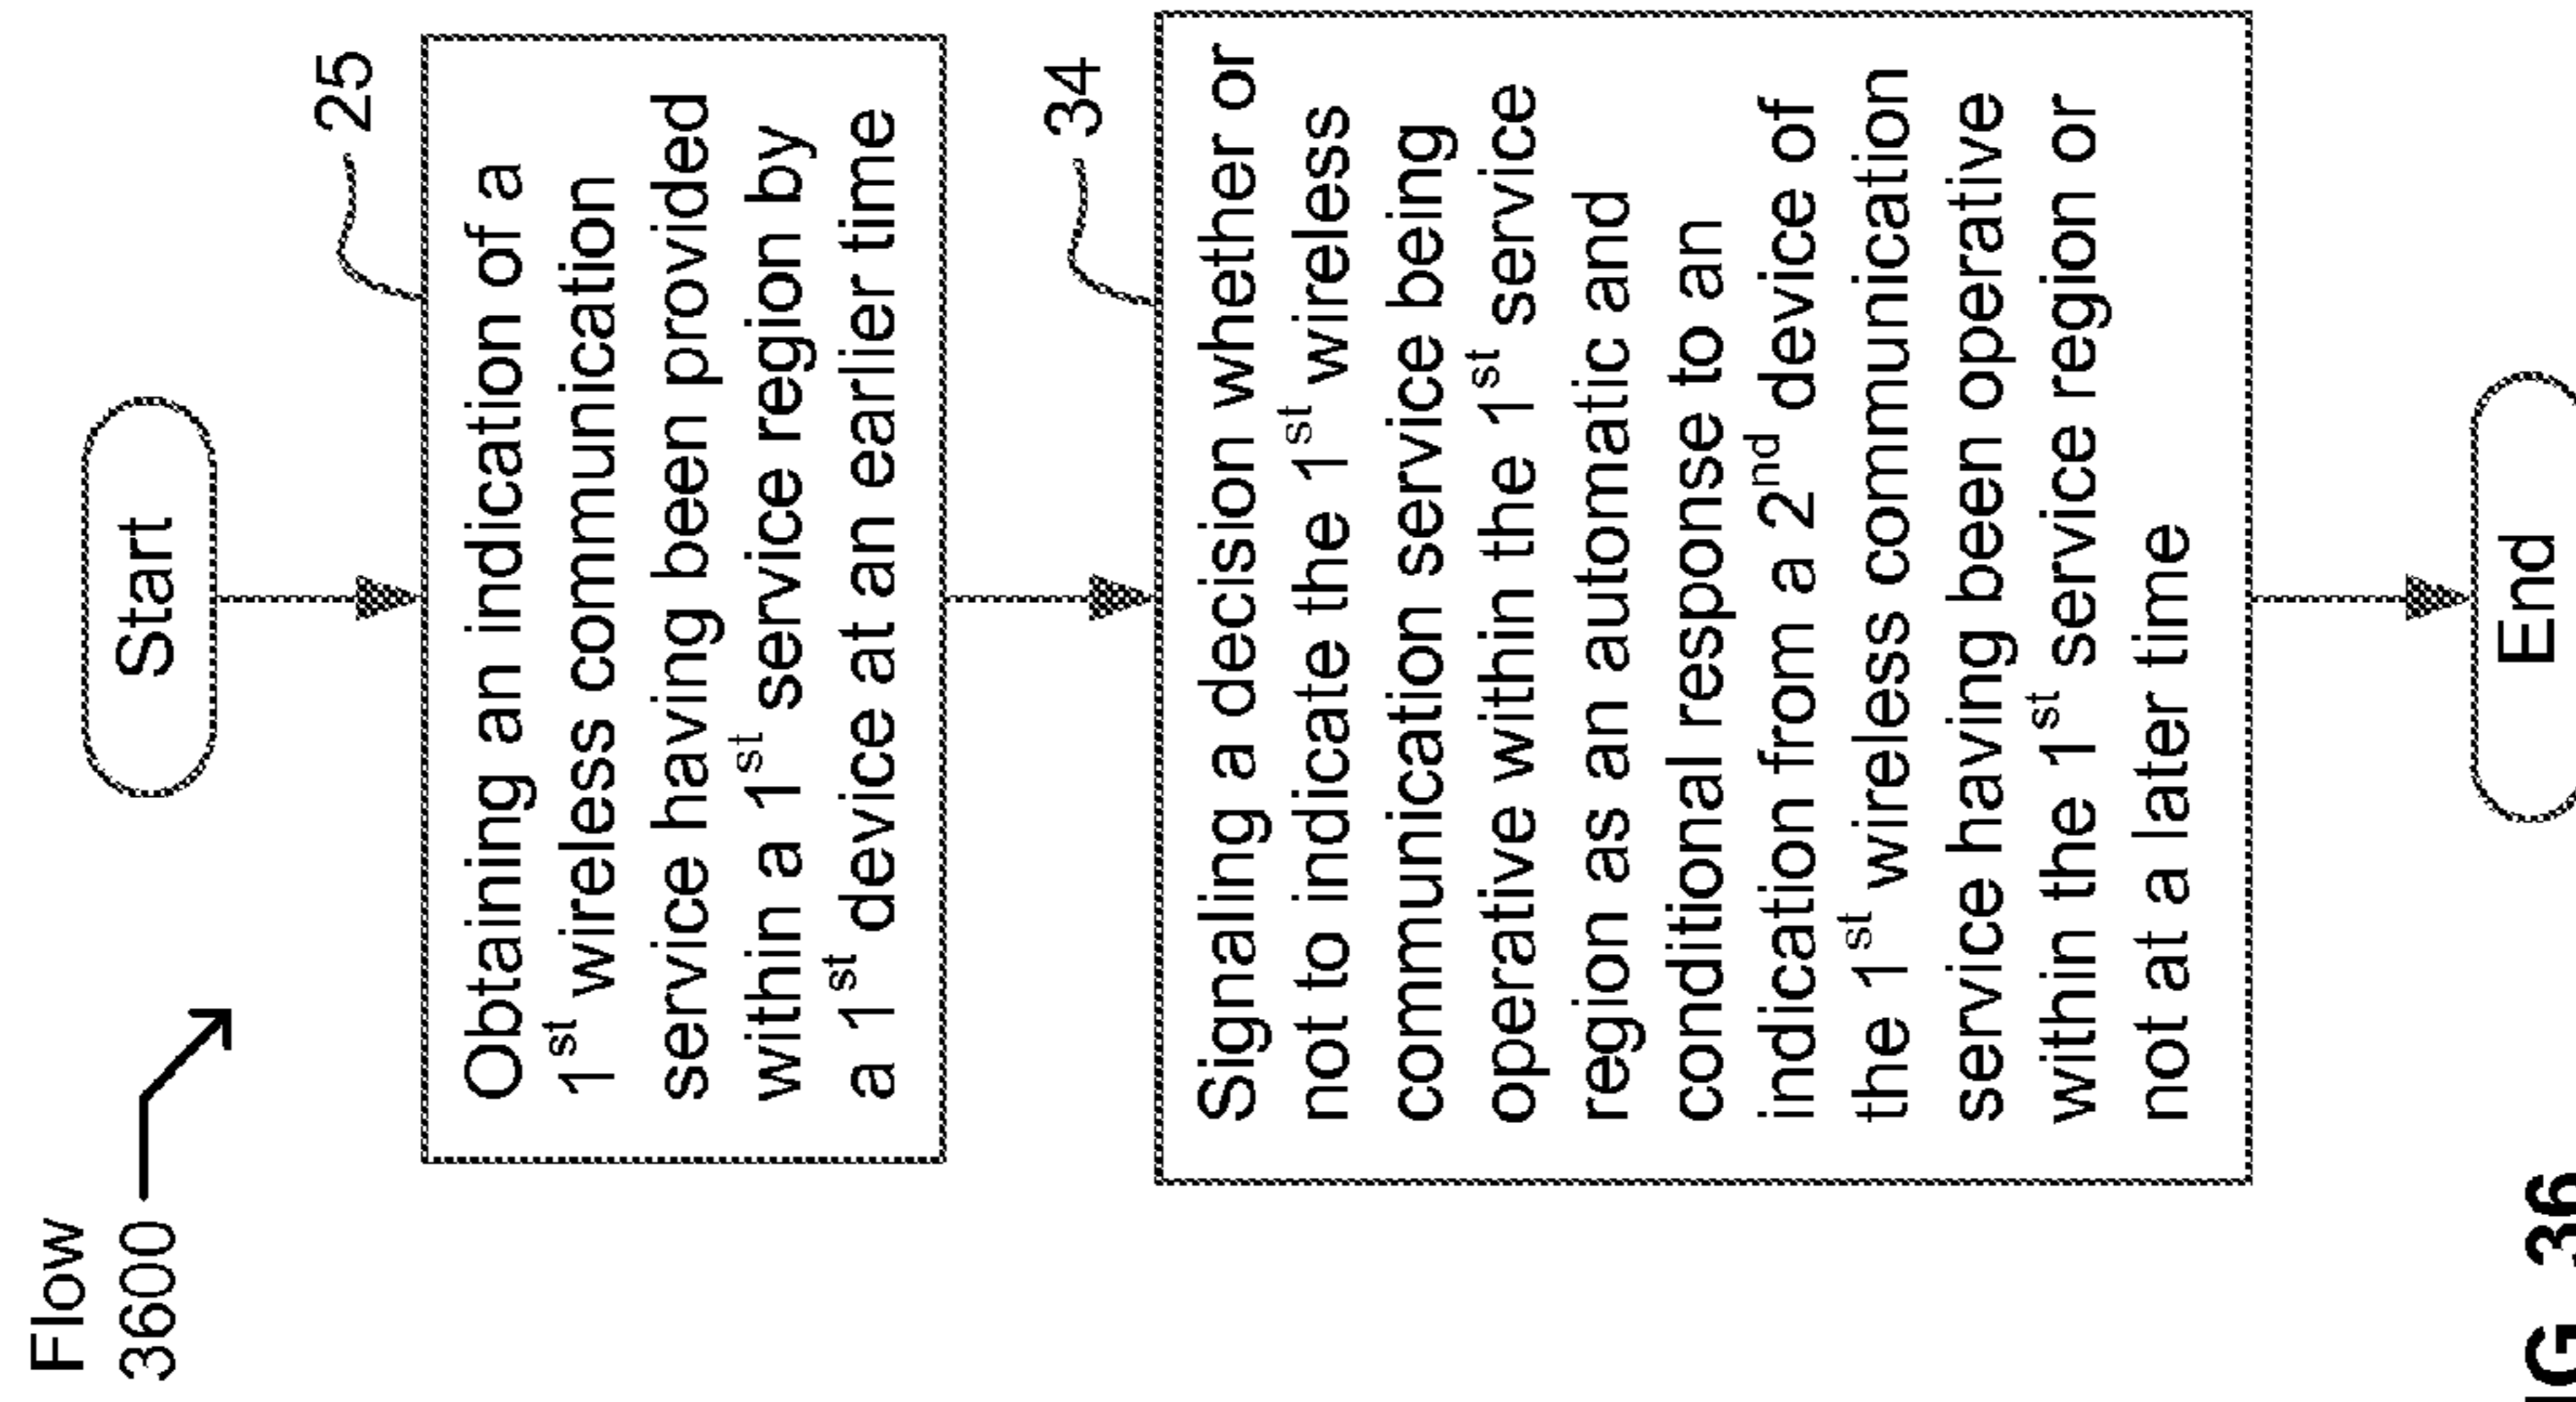 Flow
3600
Start
25
Obtaining an indication of a
1st wireless communication
service having been provided
within a 1st service region by
a 1st device at an earlier time
34
Signaling a decision whether or
not to indicate the 1st wireless
communication service being
operative within the 1st service
region as an automatic and
conditional response to an
indication from a 2nd device of
the 1st wireless communication
service having been operative
within the 1st service region or
not at a later time
End
IG. 36